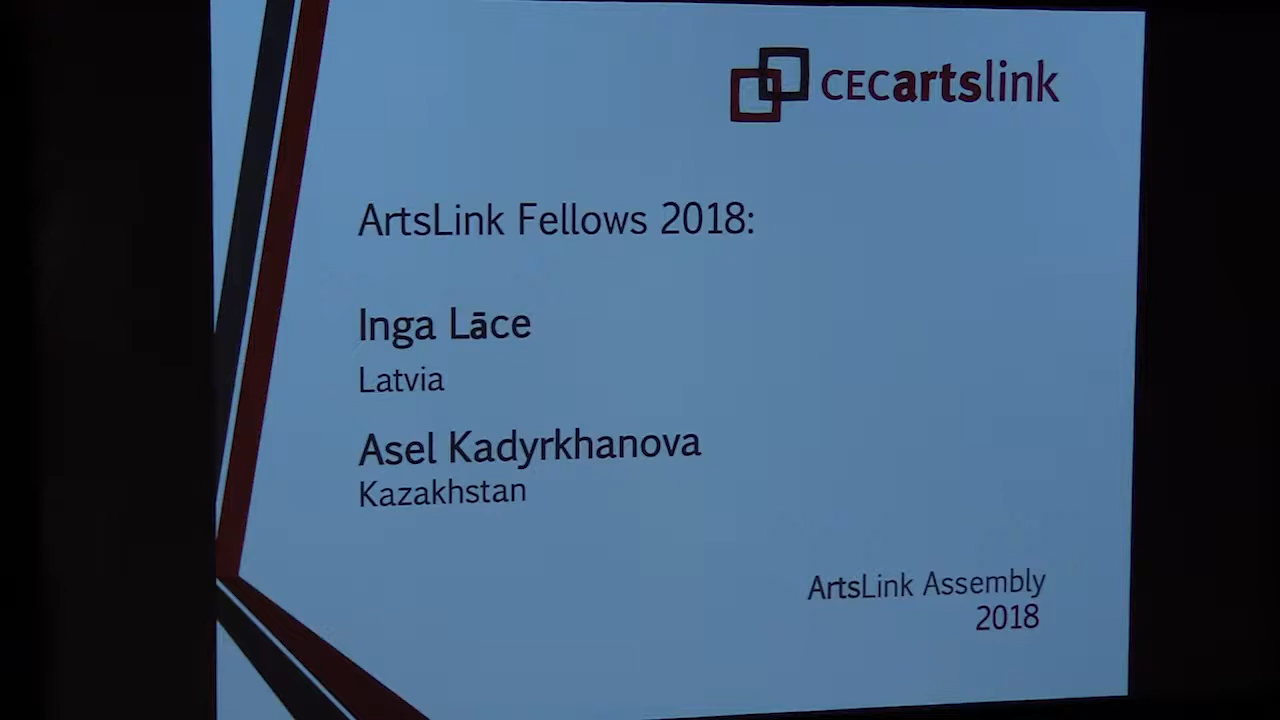 CECartslink
ArtsLink Fellows 2018:
Inga Lāce
Latvia
Asel Kadyrkhanova
Kazakhstan
ArtsLink Assembly
2018